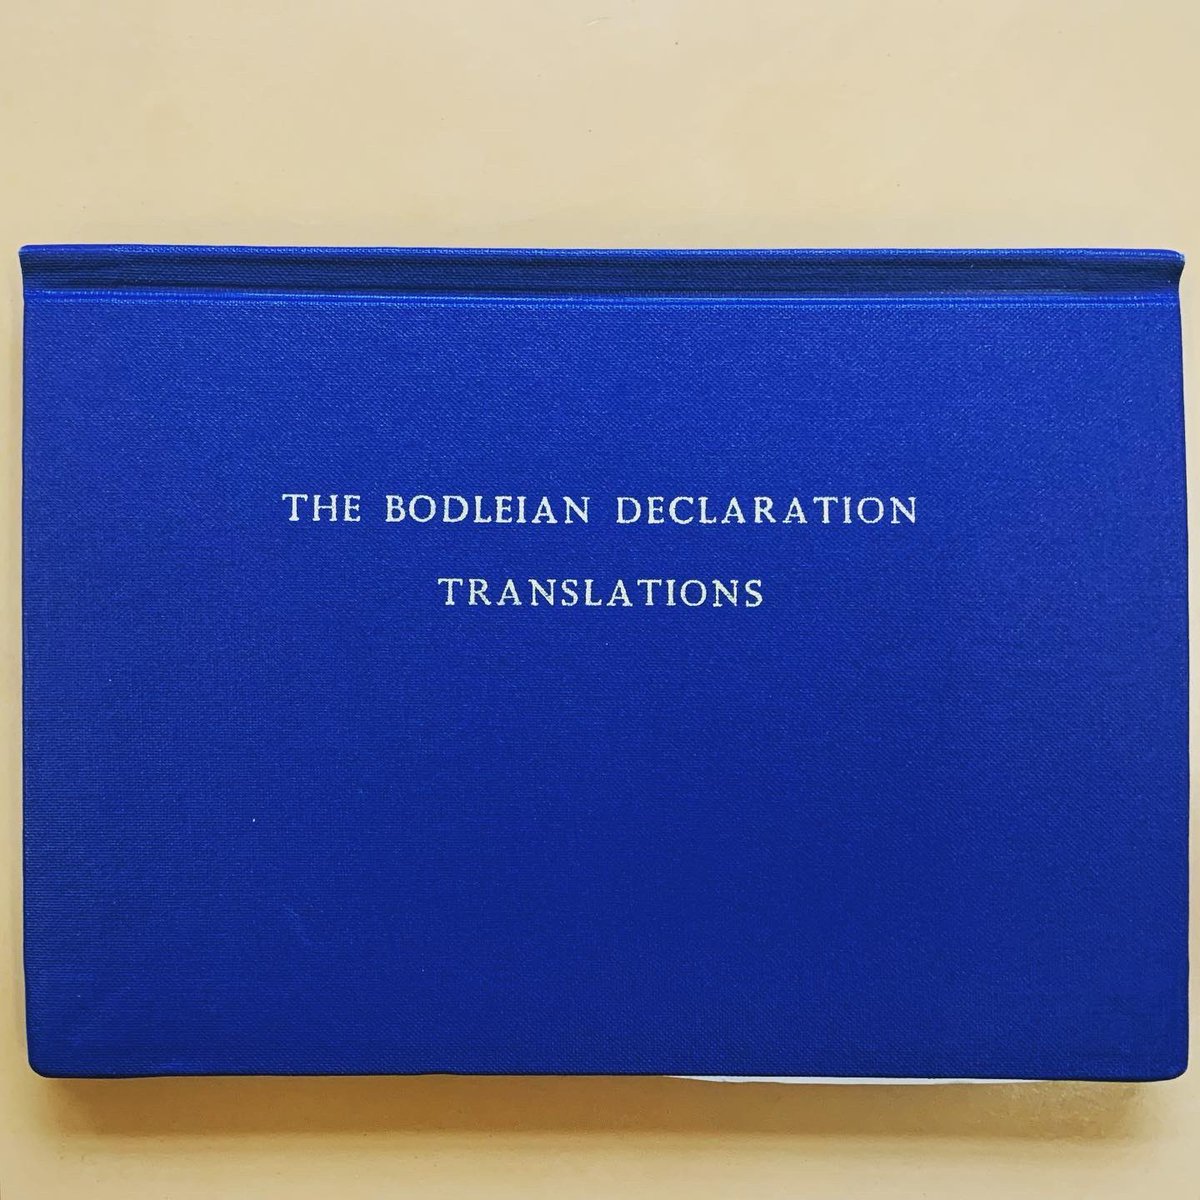 THE BODLEIAN DECLARATION
TRANSLATIONS